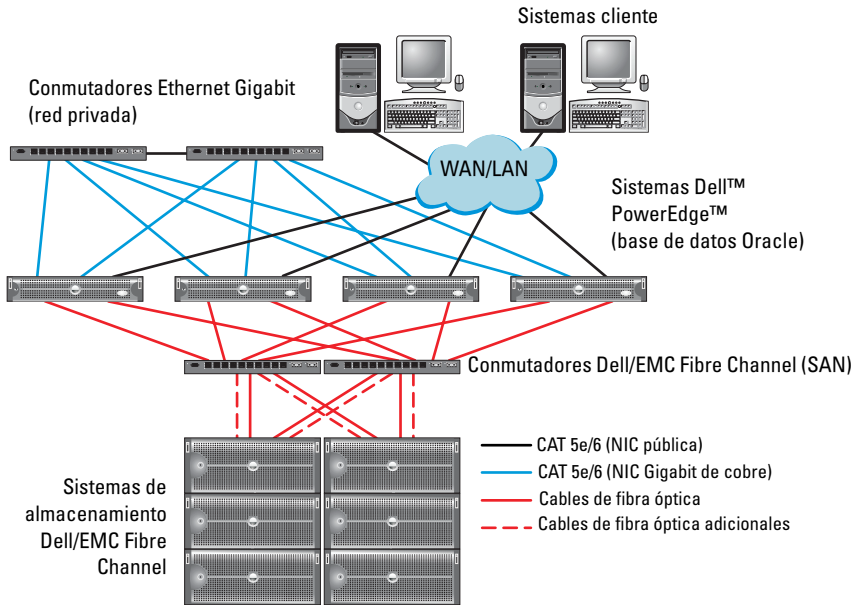 Sistemas cliente
Conmutadores Ethernet Gigabit
(red privada)
WAN/LAN
Sistemas Dell™
PowerEdge™
(base de datos Oracle)
Conmutadores Dell/EMC Fibre Channel (SAN)
Sistemas de
almacenamiento
Dell/EMC Fibre
Channel
CAT 5e/6 (NIC pública)
CAT 5e/6 (NIC Gigabit de cobre)
Cables de fibra óptica
Cables de fibra óptica adicionales